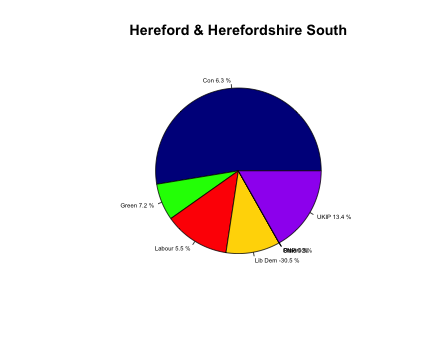 Hereford & Herefordshire South
Con 6.3 %
Green 7.2 %
UKIP 13.4 %
Labour 5.5 %
Lib Dem -30.5 %